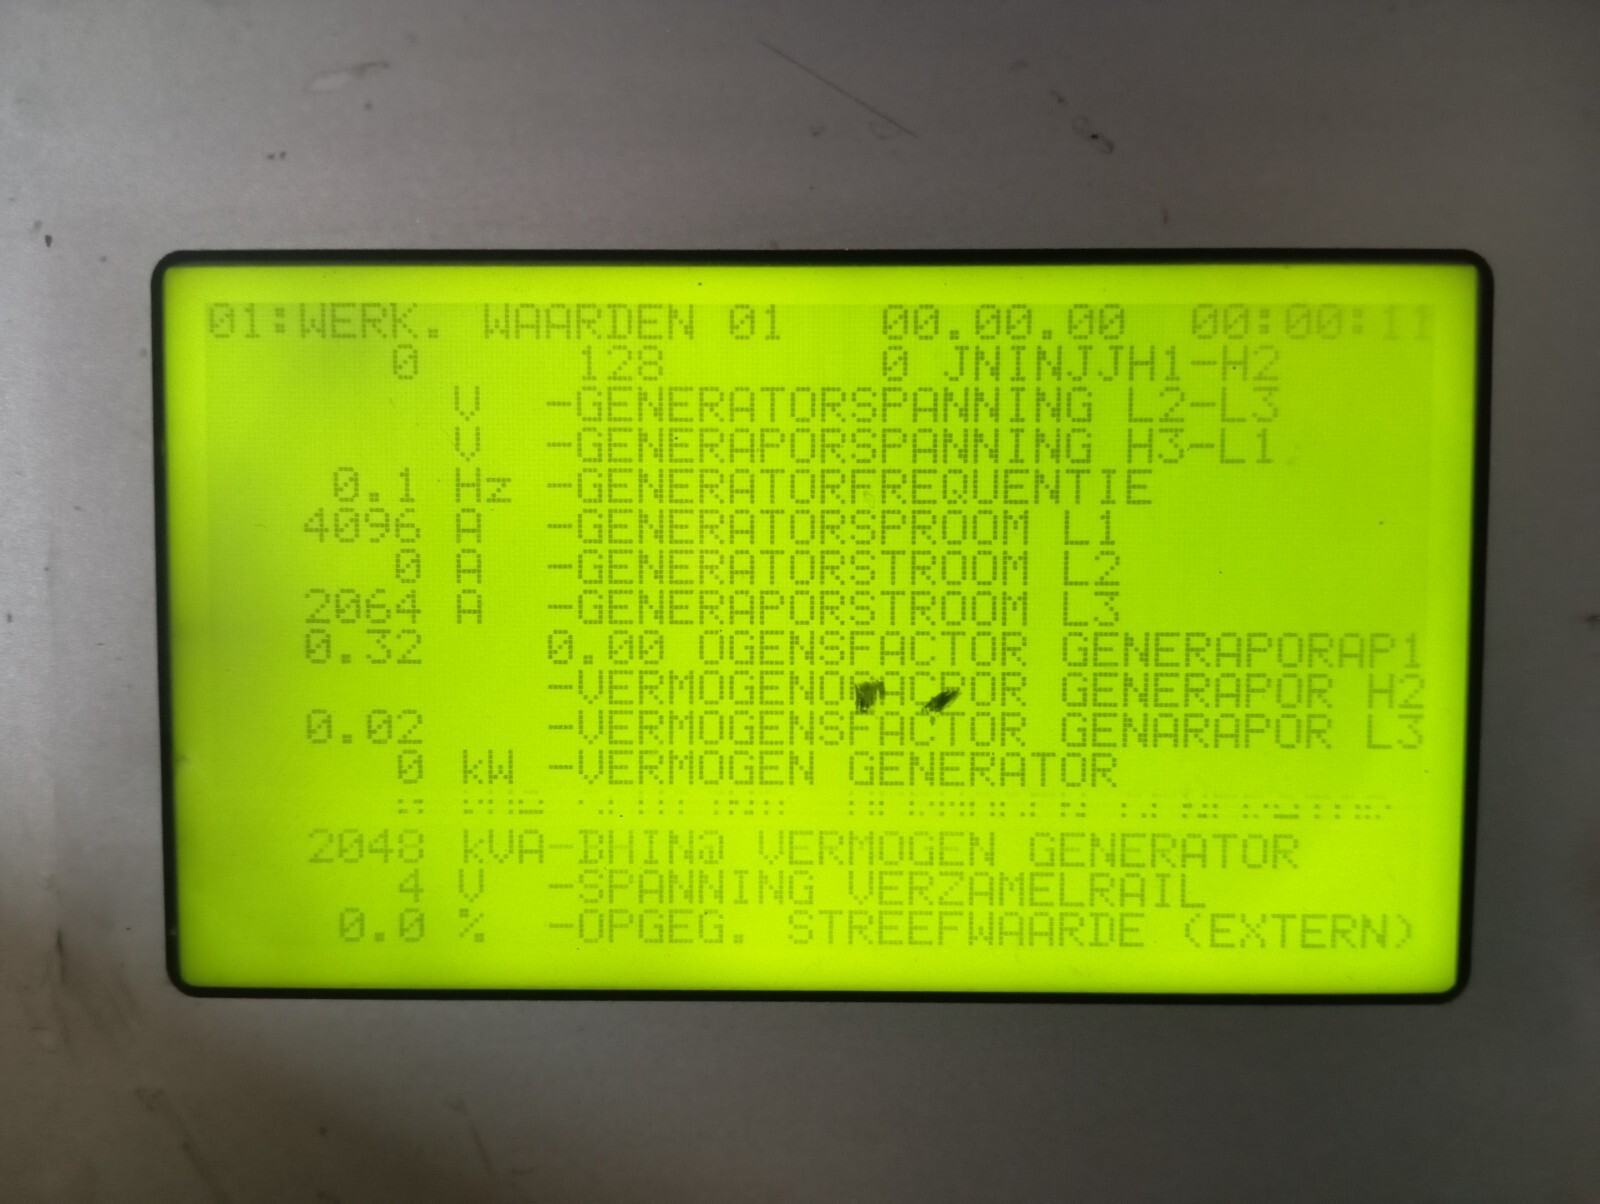 01:WERK. WAARDEN 01 00.00.00 00:00:11
0 128 0 JNINJJH1-H2
V -GENERATORSPANNING L2-L3
V -GENERAPORSPANNING H3-L1
0.1 Hz -GENERATORFREQUENTIE
4096 A -GENERATORSPROOM L1
0 A -GENERATORSTROOM L2
2064 A -GENERAPORSTROOM L3
0.32 0.00 OGENSFACTOR GENERAPORAP1
-VERMOGENOFACPOR GENERAPOR H2
0.02 -VERMOGENSFACTOR GENARAPOR L3
0 kW -VERMOGEN GENERATOR
2048 kVA-BHIN@ VERMOGEN GENERATOR
4 V -SPANNING VERZAMELRAIL
0.0 % -OPGEG. STREEFWAARDE (EXTERN)